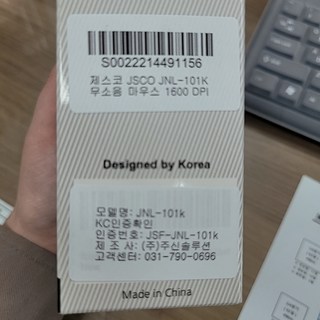 S0022214491156
제스코 JSCO JNL-101K
무소음 마우스 1600 DPI
Designed by Korea
모델명: JNL-101k
KC인증확인
인증번호: JSF-JNL-101k
제 조 사: (주)주신솔루션
고객센터: 031-790-0696
Made in China